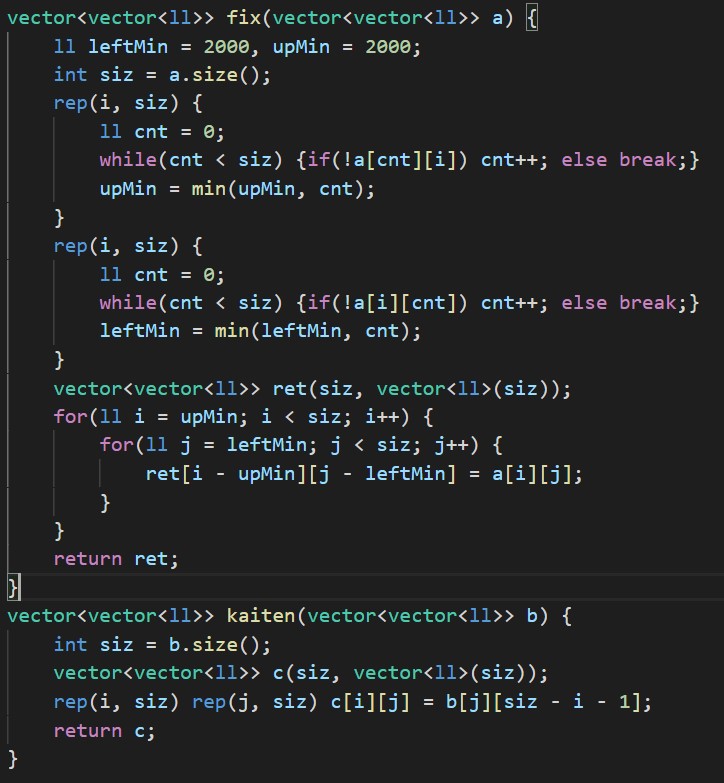 vector<vector<ll>> fix(vector<vector<ll>> a) {
    ll leftMin = 2000, upMin = 2000;
    int siz = a.size();
    rep(i, siz) {
        ll cnt = 0;
        while(cnt < siz) {if(!a[cnt][i]) cnt++; else break;}
        upMin = min(upMin, cnt);
    }
    rep(i, siz) {
        ll cnt = 0;
        while(cnt < siz) {if(!a[i][cnt]) cnt++; else break;}
        leftMin = min(leftMin, cnt);
    }
    vector<vector<ll>> ret(siz, vector<ll>(siz));
    for(ll i = upMin; i < siz; i++) {
        for(ll j = leftMin; j < siz; j++) {
            ret[i - upMin][j - leftMin] = a[i][j];
        }
    }
    return ret;
}
vector<vector<ll>> kaiten(vector<vector<ll>> b) {
    int siz = b.size();
    vector<vector<ll>> c(siz, vector<ll>(siz));
    rep(i, siz) rep(j, siz) c[i][j] = b[j][siz - i - 1];
    return c;
}